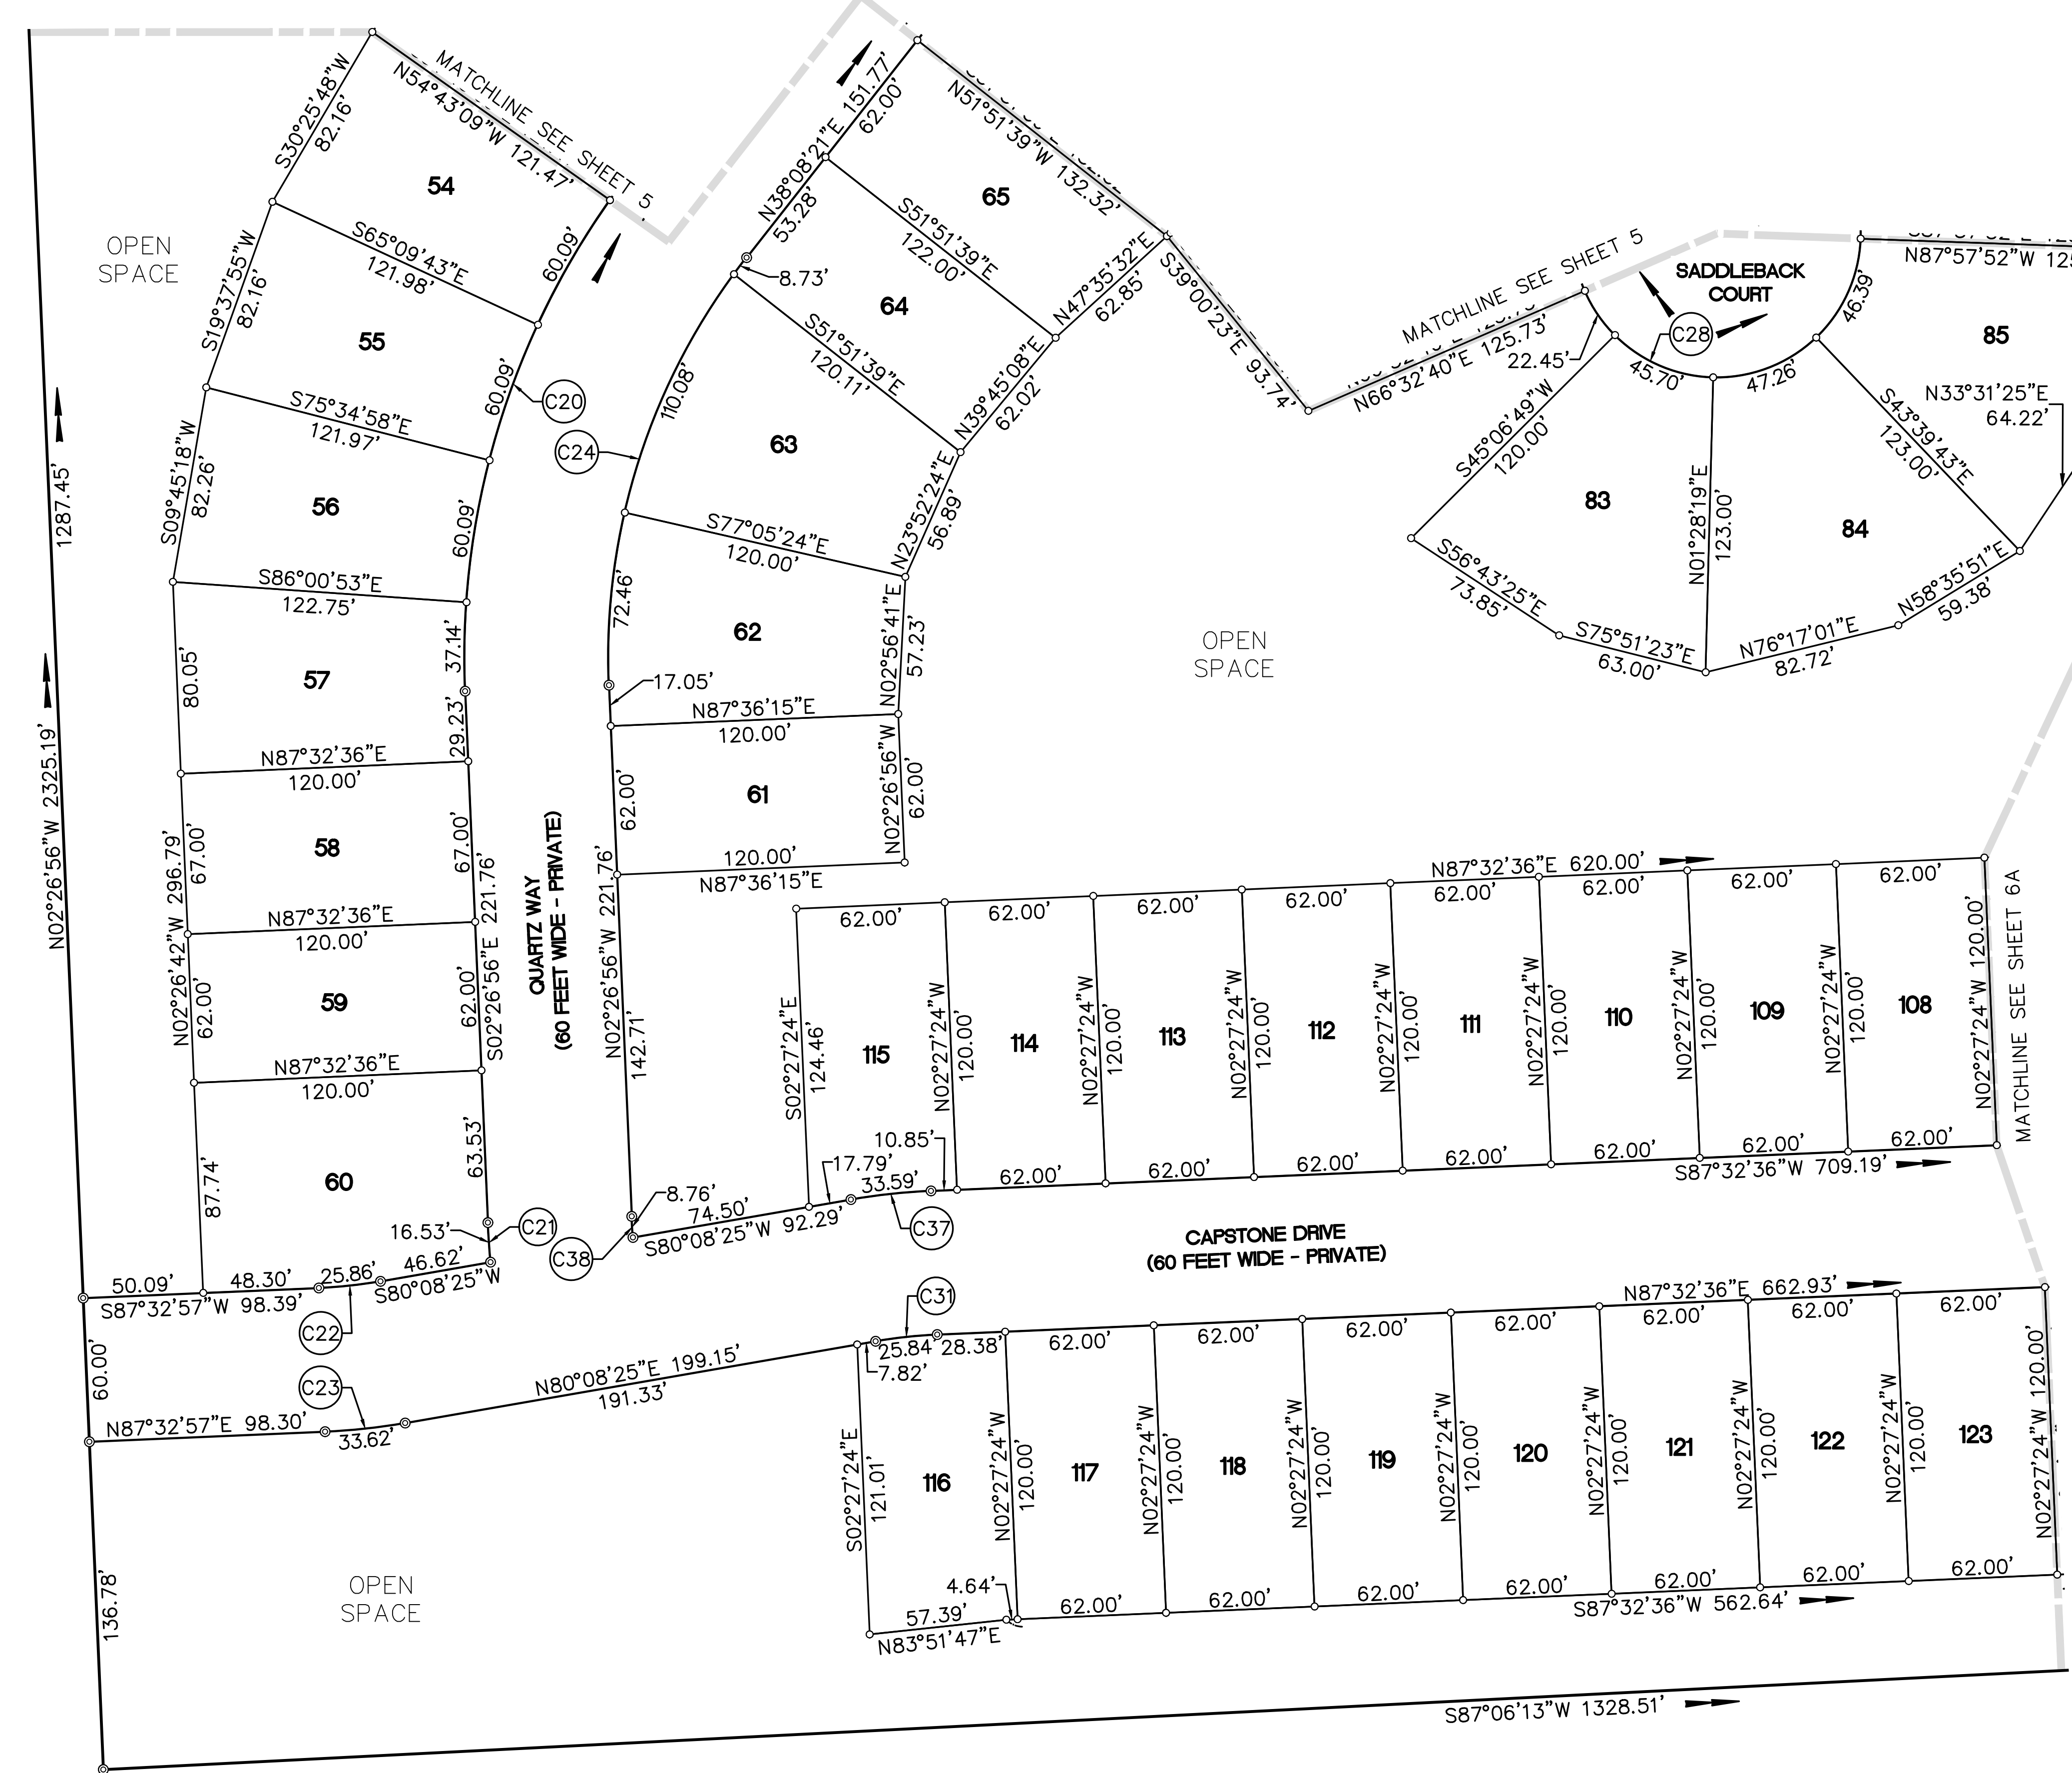 MATCHLINE SEE SHEET 5
N54°43'09"W 121.47'
S30°25'48"W
82.16'
54
60.09'
S65°09'43"E
121.98'
OPEN
SPACE
S19°37'55"W
82.16'
55
60.09'
C20
S75°34'58"E
121.97'
S09°45'18"W
82.26'
56
60.09'
S86°00'53"E
122.75'
80.05'
57
37.14'
29.23'
N87°32'36"E
120.00'
N02°26'42"W 296.79'
67.00'
58
67.00'
S02°26'56"E 221.76'
N87°32'36"E
120.00'
62.00'
59
62.00'
N87°32'36"E
120.00'
87.74'
60
63.53'
16.53'
C21
N02°26'56"W 2325.19'
1287.45'
50.09'
48.30'
25.86'
46.62'
S87°32'57"W 98.39'
S80°08'25"W
C22
C23
60.00'
N87°32'57"E 98.30'
33.62'
N80°08'25"E 199.15'
191.33'
136.78'
OPEN
SPACE
QUARTZ WAY
(60 FEET WIDE - PRIVATE)
N38°08'21"E 151.77'
62.00'
53.28'
8.73'
N51°51'39"W 132.32'
65
S51°51'39"E
122.00'
N47°35'32"E
62.85'
64
S51°51'39"E
120.11'
N39°45'08"E
62.02'
110.08'
C24
63
N23°52'24"E
56.89'
S77°05'24"E
120.00'
72.46'
62
N02°56'41"E
57.23'
17.05'
N87°36'15"E
120.00'
62.00'
61
N02°26'56"W
62.00'
120.00'
N87°36'15"E
N02°26'56"W 221.76'
142.71'
8.76'
C38
74.50'
S80°08'25"W 92.29'
17.79'
33.59'
10.85'
C37
S39°00'23"E 93.74'
MATCHLINE SEE SHEET 5
N66°32'40"E 125.73'
22.45'
SADDLEBACK
COURT
C28
45.70'
47.26'
46.39'
N87°57'52"W
85
N33°31'25"E
64.22'
S45°06'49"W
120.00'
83
N01°28'19"E
123.00'
84
S43°39'43"E
123.00'
S56°43'25"E
73.85'
S75°51'23"E
63.00'
N76°17'01"E
82.72'
N58°35'51"E
59.38'
OPEN
SPACE
N87°32'36"E 620.00'
62.00'
62.00'
62.00'
62.00'
62.00'
62.00'
62.00'
62.00'
S02°27'24"E
124.46'
115
N02°27'24"W
120.00'
114
N02°27'24"W
120.00'
113
N02°27'24"W
120.00'
112
N02°27'24"W
120.00'
111
N02°27'24"W
120.00'
110
N02°27'24"W
120.00'
109
N02°27'24"W
120.00'
108
N02°27'24"W 120.00'
MATCHLINE SEE SHEET 6A
62.00'
62.00'
62.00'
62.00'
62.00'
62.00'
62.00'
S87°32'36"W 709.19'
CAPSTONE DRIVE
(60 FEET WIDE - PRIVATE)
C31
N87°32'36"E 662.93'
25.84'
28.38'
7.82'
62.00'
62.00'
62.00'
62.00'
62.00'
62.00'
62.00'
S02°27'24"E
121.01'
116
N02°27'24"W
120.00'
117
N02°27'24"W
120.00'
118
N02°27'24"W
120.00'
119
N02°27'24"W
120.00'
120
N02°27'24"W
120.00'
121
N02°27'24"W
120.00'
122
N02°27'24"W
120.00'
123
N02°27'24"W 120.00'
4.64'
57.39'
N83°51'47"E
62.00'
62.00'
62.00'
62.00'
62.00'
62.00'
62.00'
S87°32'36"W 562.64'
S87°06'13"W 1328.51'